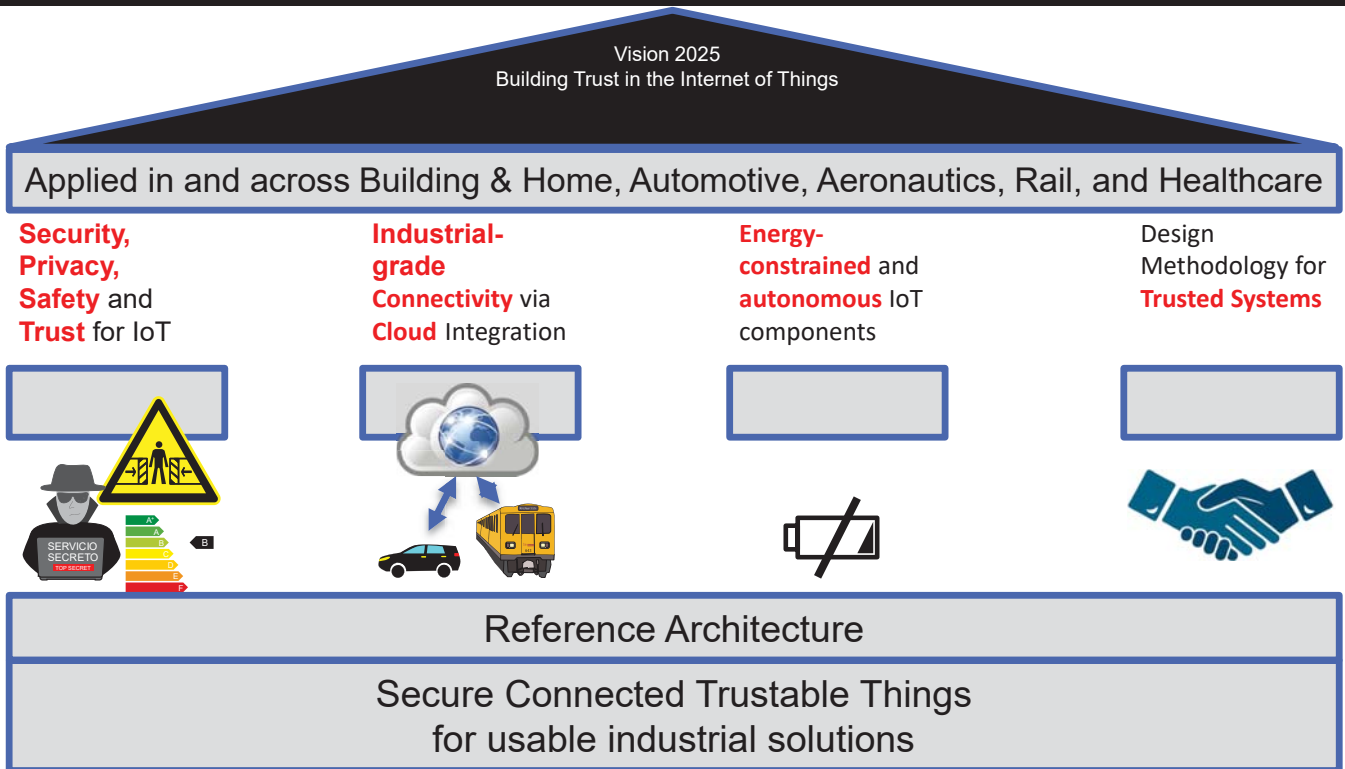 Vision 2025
Building Trust in the Internet of Things
Applied in and across Building & Home, Automotive, Aeronautics, Rail, and Healthcare
Security,
Privacy,
Safety and
Trust for IoT
Industrial-
grade
Connectivity via
Cloud Integration
Energy-
constrained and
autonomous IoT
components
Design
Methodology for
Trusted Systems
SERVICIO
SECRETO
TOP SECRET
A+
A
B
C
D
E
F
B
Reference Architecture
Secure Connected Trustable Things
for usable industrial solutions